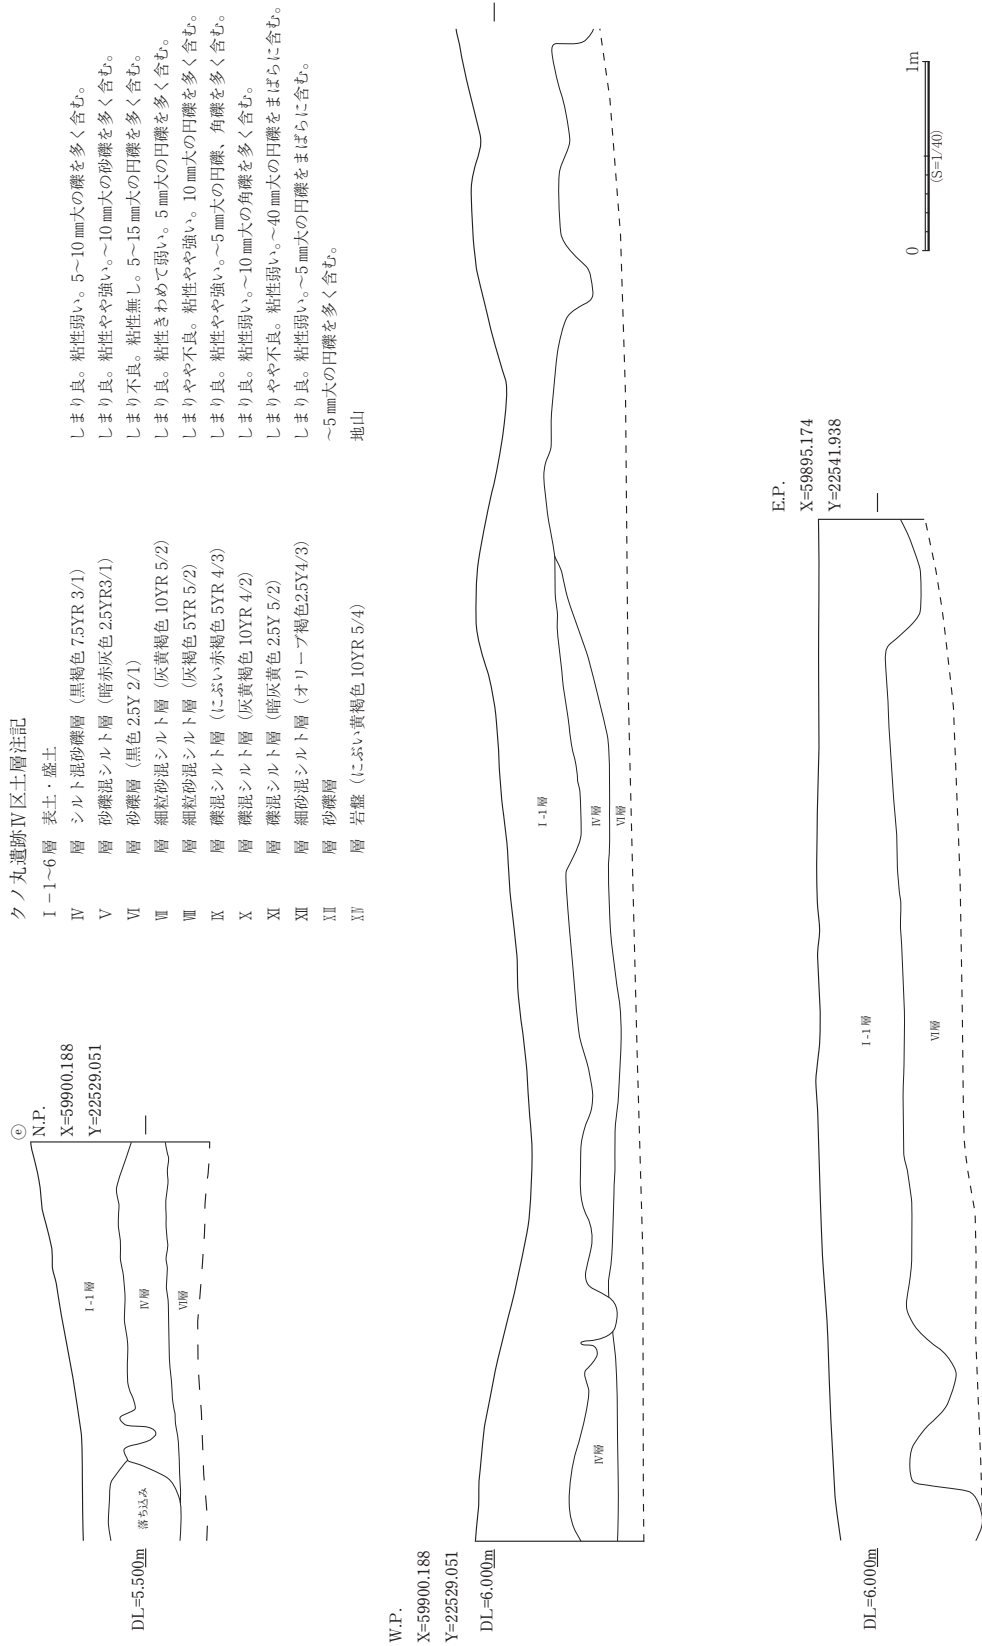 クノ丸遺跡Ⅳ区土層注記
Ⅰ-1~6 層 表土・盛土
Ⅳ 層 シルト混砂礫層（黒褐色 7.5YR 3/1） しまり良。粘性弱い。5~10 ㎜大の礫を多く含む。
Ⅴ 層 砂礫混シルト層（暗赤灰色 2.5YR3/1） しまり良。粘性やや強い。~10 ㎜大の砂礫を多く含む。
Ⅵ 層 砂礫層（黒色 2.5Y 2/1） しまり不良。粘性無し。5~15 ㎜大の円礫を多く含む。
Ⅶ 層 細粒砂混シルト層（灰黄褐色 10YR 5/2） しまり良。粘性きわめて弱い。5 ㎜大の円礫を多く含む。
Ⅷ 層 細粒砂混シルト層（灰褐色 5YR 5/2） しまりやや不良。粘性やや強い。10 ㎜大の円礫を多く含む。
Ⅸ 層 礫混シルト層（にぶい赤褐色 5YR 4/3） しまり良。粘性やや強い。~5 ㎜大の円礫、角礫を多く含む。
Ⅹ 層 礫混シルト層（灰黄褐色 10YR 4/2） しまり良。粘性弱い。~10 ㎜大の角礫を多く含む。
Ⅺ 層 礫混シルト層（暗灰黄色 2.5Y 5/2） しまりやや不良。粘性弱い。~40 ㎜大の円礫をまばらに含む。
Ⅻ 層 細砂混シルト層（オリーブ褐色2.5Y4/3） しまり良。粘性弱い。~5 ㎜大の円礫をまばらに含む。
XⅢ 層 砂礫層 ~5 ㎜大の円礫を多く含む。
XⅣ 層 岩盤（にぶい黄褐色 10YR 5/4） 地山
ⓔ
N.P.
X=59900.188
Y=22529.051
Ⅰ-1層
Ⅳ層
Ⅵ層
落ち込み
DL=5.500m
W.P.
X=59900.188
Y=22529.051
DL=6.000m
Ⅰ-1層
Ⅳ層
Ⅵ層
Ⅳ層
E.P.
X=59895.174
Y=22541.938
Ⅰ-1層
Ⅵ層
DL=6.000m
0 1m
(S=1/40)